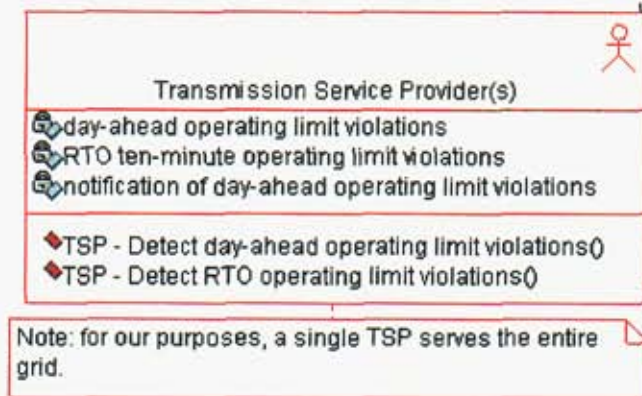 Transmission Service Provider(s)
day-ahead operating limit violations
RTO ten-minute operating limit violations
notification of day-ahead operating limit violations
TSP - Detect day-ahead operating limit violations()
TSP - Detect RTO operating limit violations()
Note: for our purposes, a single TSP serves the entire
grid.